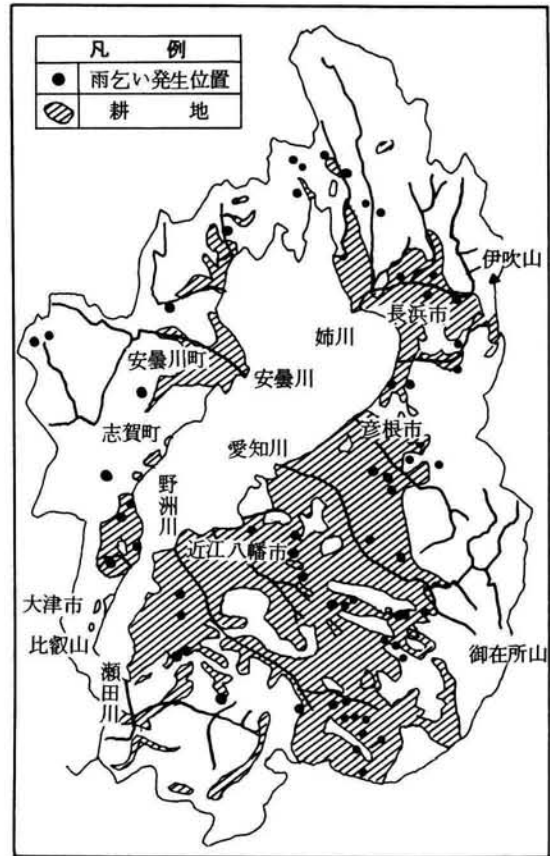 凡例
雨乞い発生位置
耕地
伊吹山
長浜市
姉川
安曇川町
安曇川
志賀町
愛知川
彦根市
野洲川
近江八幡市
大津市
比叡山
御在所山
瀬田川